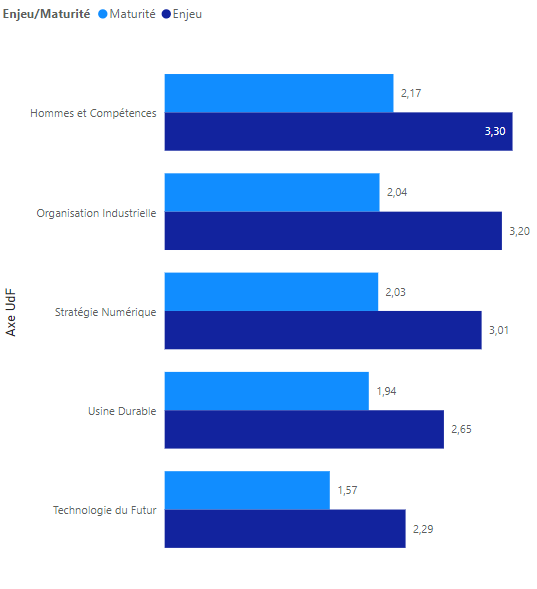 Enjeu/Maturité Maturité Enjeu
Hommes et Compétences
2,17
3,30
Organisation Industrielle
2,04
3,20
Axe UdF
Stratégie Numérique
2,03
3,01
Usine Durable
1,94
2,65
Technologie du Futur
1,57
2,29